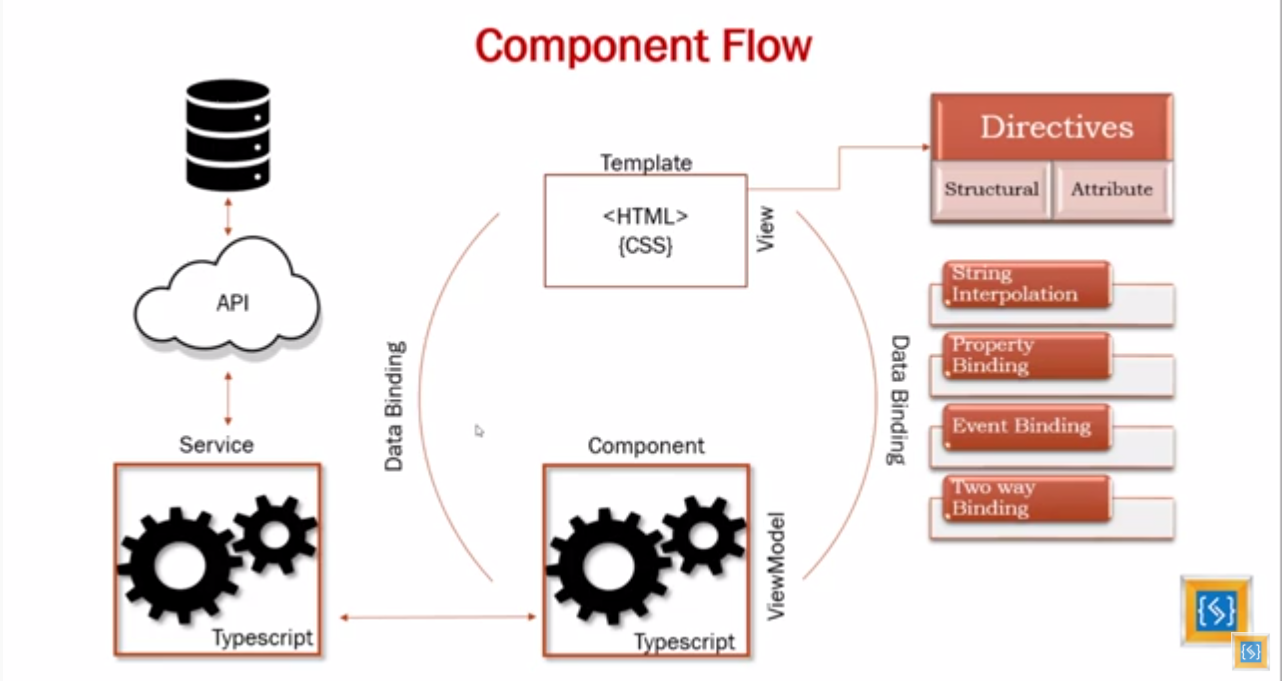 Component Flow
Directives
Structural
Attribute
Template
<HTML>
{CSS}
View
API
String
Interpolation
Property
Binding
Event Binding
Two way
Binding
Data Binding
Data Binding
Service
Component
Typescript
Typescript
ViewModel